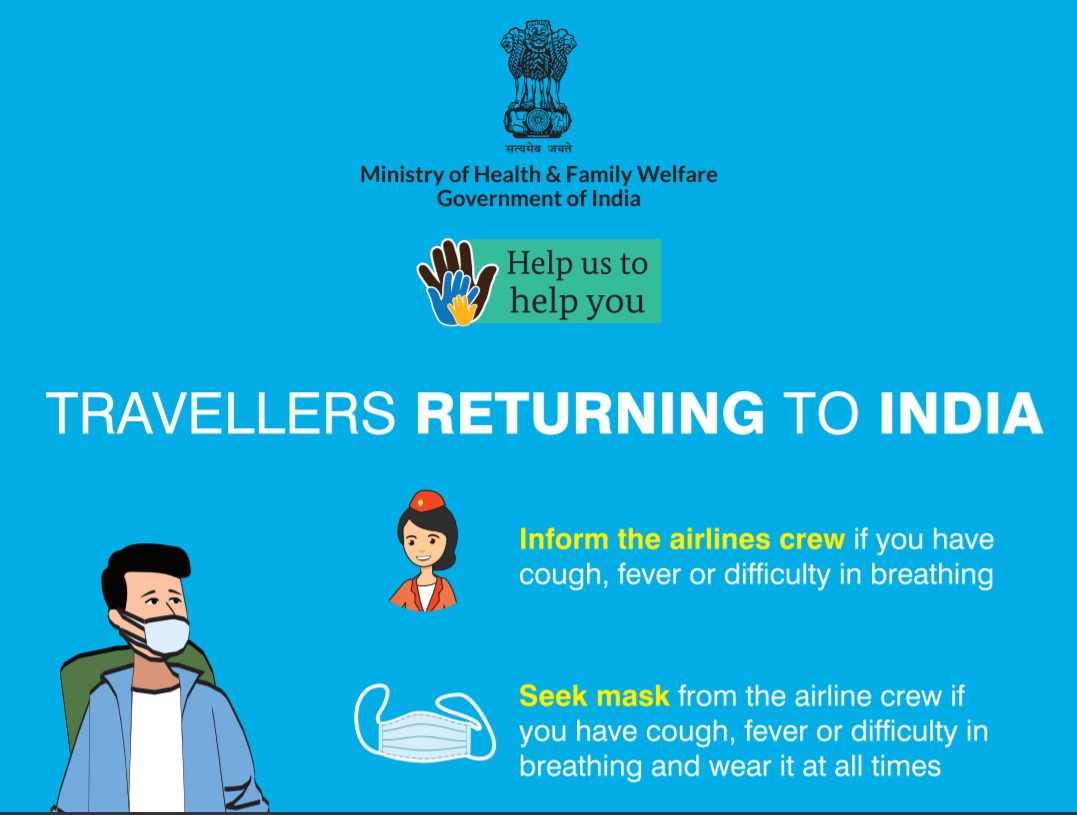 सत्यमेव जयते
Ministry of Health & Family Welfare
Government of India
Help us to
help you
TRAVELLERS RETURNING TO INDIA
Inform the airlines crew if you have
cough, fever or difficulty in breathing
Seek mask from the airline crew if
you have cough, fever or difficulty in
breathing and wear it at all times